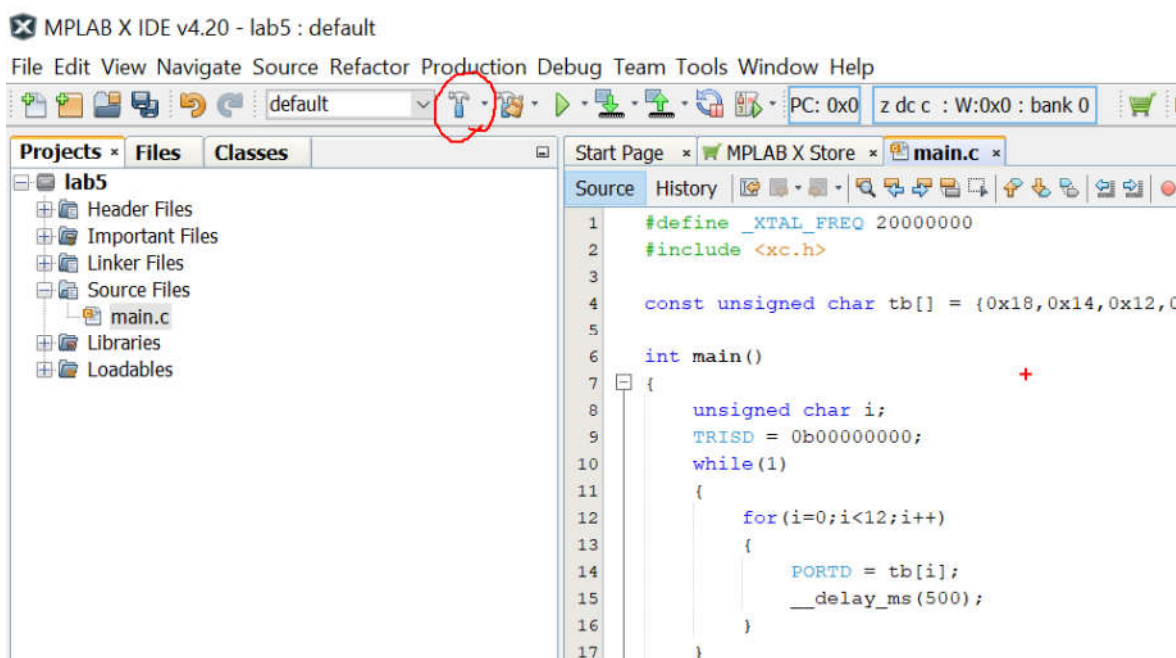 MPLAB X IDE v4.20 - lab5 : default
File Edit View Navigate Source Refactor Production Debug Team Tools Window Help
default
PC: 0x0
z dc c : W:0x0 : bank 0
Projects
Files
Classes
lab5
Header Files
Important Files
Linker Files
Source Files
main.c
Libraries
Loadables
Start Page
MPLAB X Store
main.c
Source
History
1 #define _XTAL_FREQ 20000000
2 #include <xc.h>
3
4 const unsigned char tb[] = {0x18,0x14,0x12,0
5
6 int main()
7 {
8 unsigned char i;
9 TRISD = 0b00000000;
10 while(1)
11 {
12 for(i=0;i<12;i++)
13 {
14 PORTD = tb[i];
15 __delay_ms(500);
16 }
17 }